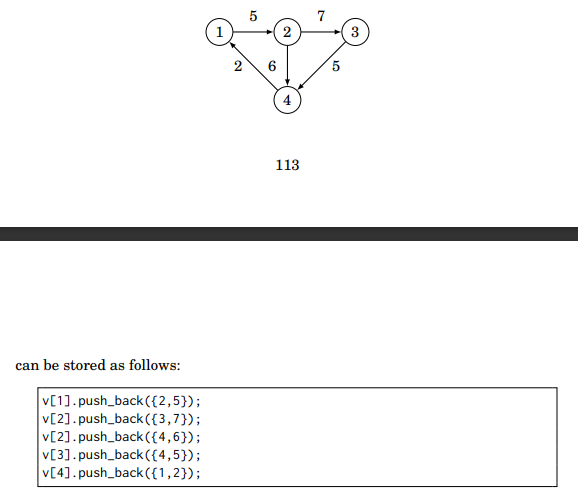 5 7
1 2 3
2 6 5
4
113
can be stored as follows:
v[1].push_back({2,5});
v[2].push_back({3,7});
v[2].push_back({4,6});
v[3].push_back({4,5});
v[4].push_back({1,2});